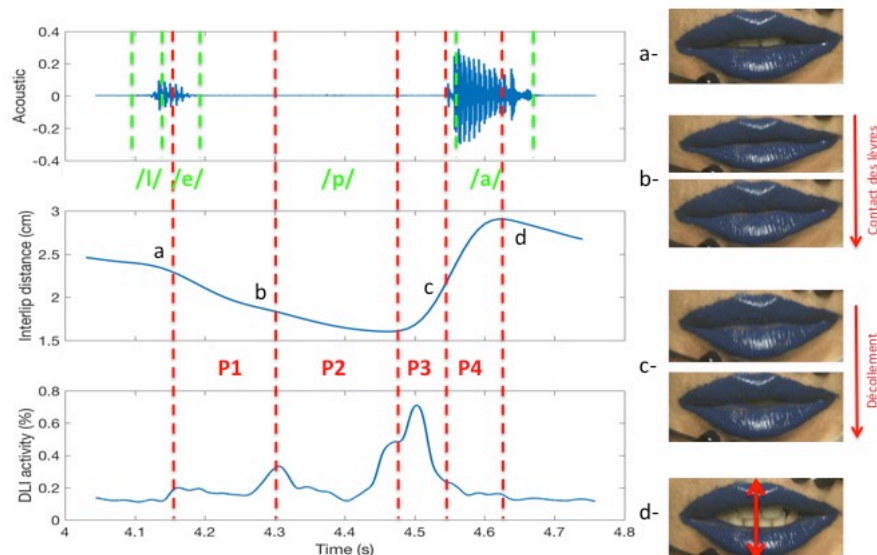 0.4
0.2
0
-0.2
-0.4
Acoustic
/l/ /e/ /p/ /a/
3
2.5
2
1.5
Interlip distance (cm)
a
b
c
d
P1 P2 P3 P4
0.8
0.6
0.4
0.2
0
DLI activity (%)
4 4.1 4.2 4.3 4.4 4.5 4.6 4.7 4.8
Time (s)
a-
b-
Contact des lèvres
c-
Décollement
d-